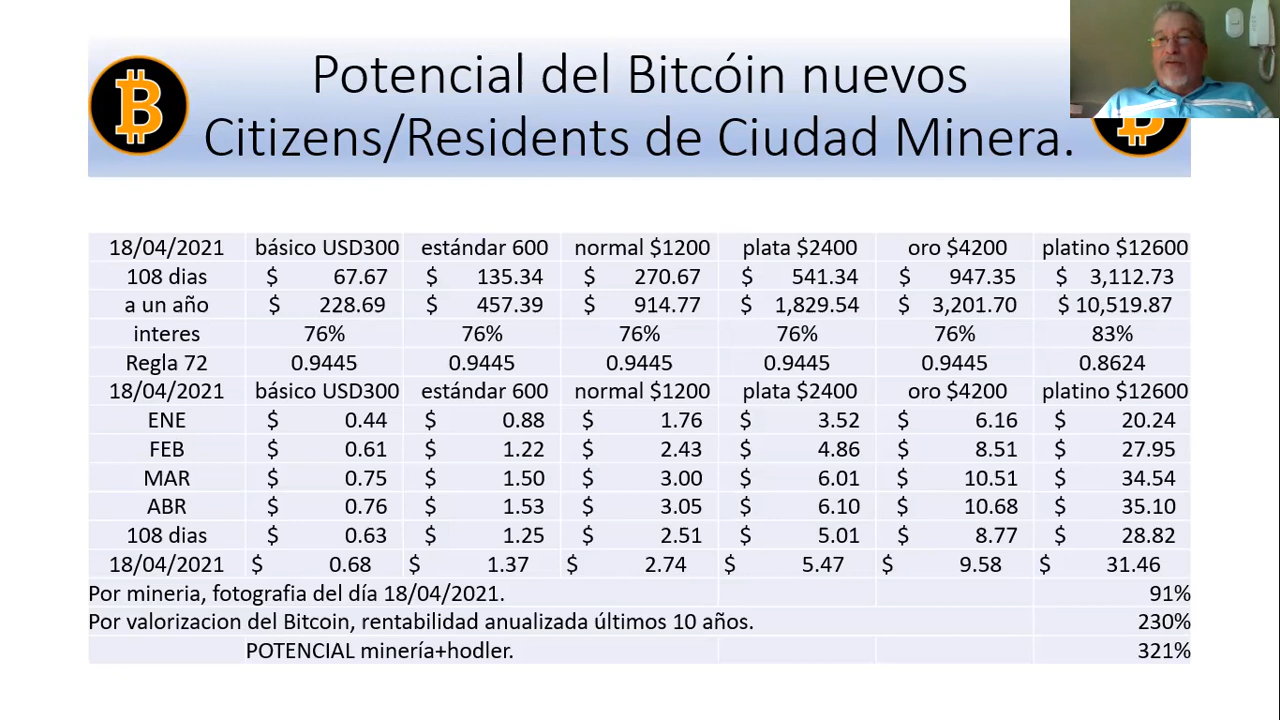 Potencial del Bitcóin nuevos
Citizens/Residents de Ciudad Minera.
18/04/2021 básico USD300 estándar 600 normal $1200 plata $2400 oro $4200 platino $12600
108 dias $ 67.67 $ 135.34 $ 270.67 $ 541.34 $ 947.35 $ 3,112.73
a un año $ 228.69 $ 457.39 $ 914.77 $ 1,829.54 $ 3,201.70 $ 10,519.87
interes 76% 76% 76% 76% 76% 83%
Regla 72 0.9445 0.9445 0.9445 0.9445 0.9445 0.8624
18/04/2021 básico USD300 estándar 600 normal $1200 plata $2400 oro $4200 platino $12600
ENE $ 0.44 $ 0.88 $ 1.76 $ 3.52 $ 6.16 $ 20.24
FEB $ 0.61 $ 1.22 $ 2.43 $ 4.86 $ 8.51 $ 27.95
MAR $ 0.75 $ 1.50 $ 3.00 $ 6.01 $ 10.51 $ 34.54
ABR $ 0.76 $ 1.53 $ 3.05 $ 6.10 $ 10.68 $ 35.10
108 dias $ 0.63 $ 1.25 $ 2.51 $ 5.01 $ 8.77 $ 28.82
18/04/2021 $ 0.68 $ 1.37 $ 2.74 $ 5.47 $ 9.58 $ 31.46
Por mineria, fotografia del día 18/04/2021. 91%
Por valorizacion del Bitcoin, rentabilidad anualizada últimos 10 años. 230%
POTENCIAL minería+hodler. 321%